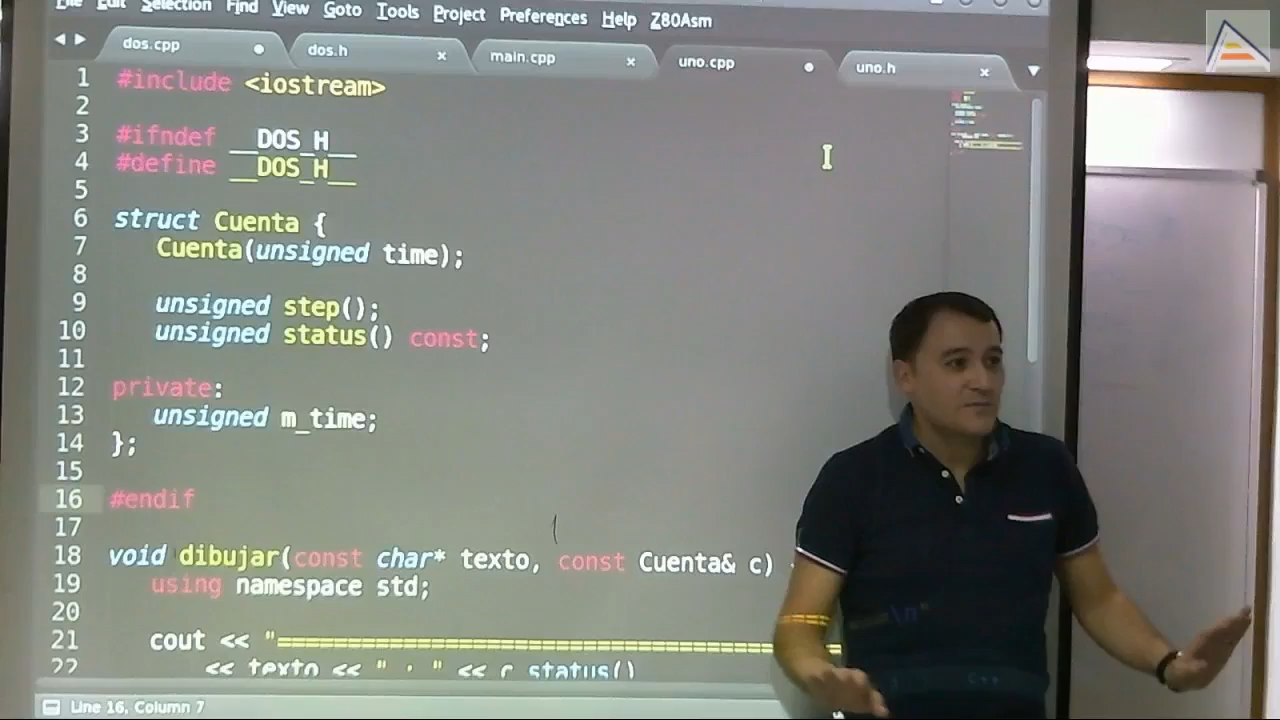 File Edit Selection Find View Goto Tools Project Preferences Help Z80Asm
dos.cpp dos.h main.cpp uno.cpp uno.h
1 #include <iostream>
2
3 #ifndef __DOS_H__
4 #define __DOS_H__
5
6 struct Cuenta {
7 Cuenta(unsigned time);
8
9 unsigned step();
10 unsigned status() const;
11
12 private:
13 unsigned m_time;
14 };
15
16 #endif
17
18 void dibujar(const char* texto, const Cuenta& c)
19 using namespace std;
20
21 cout << "======\n"
22 << texto << " : " << c.status()
Line 16, Column 7
C++